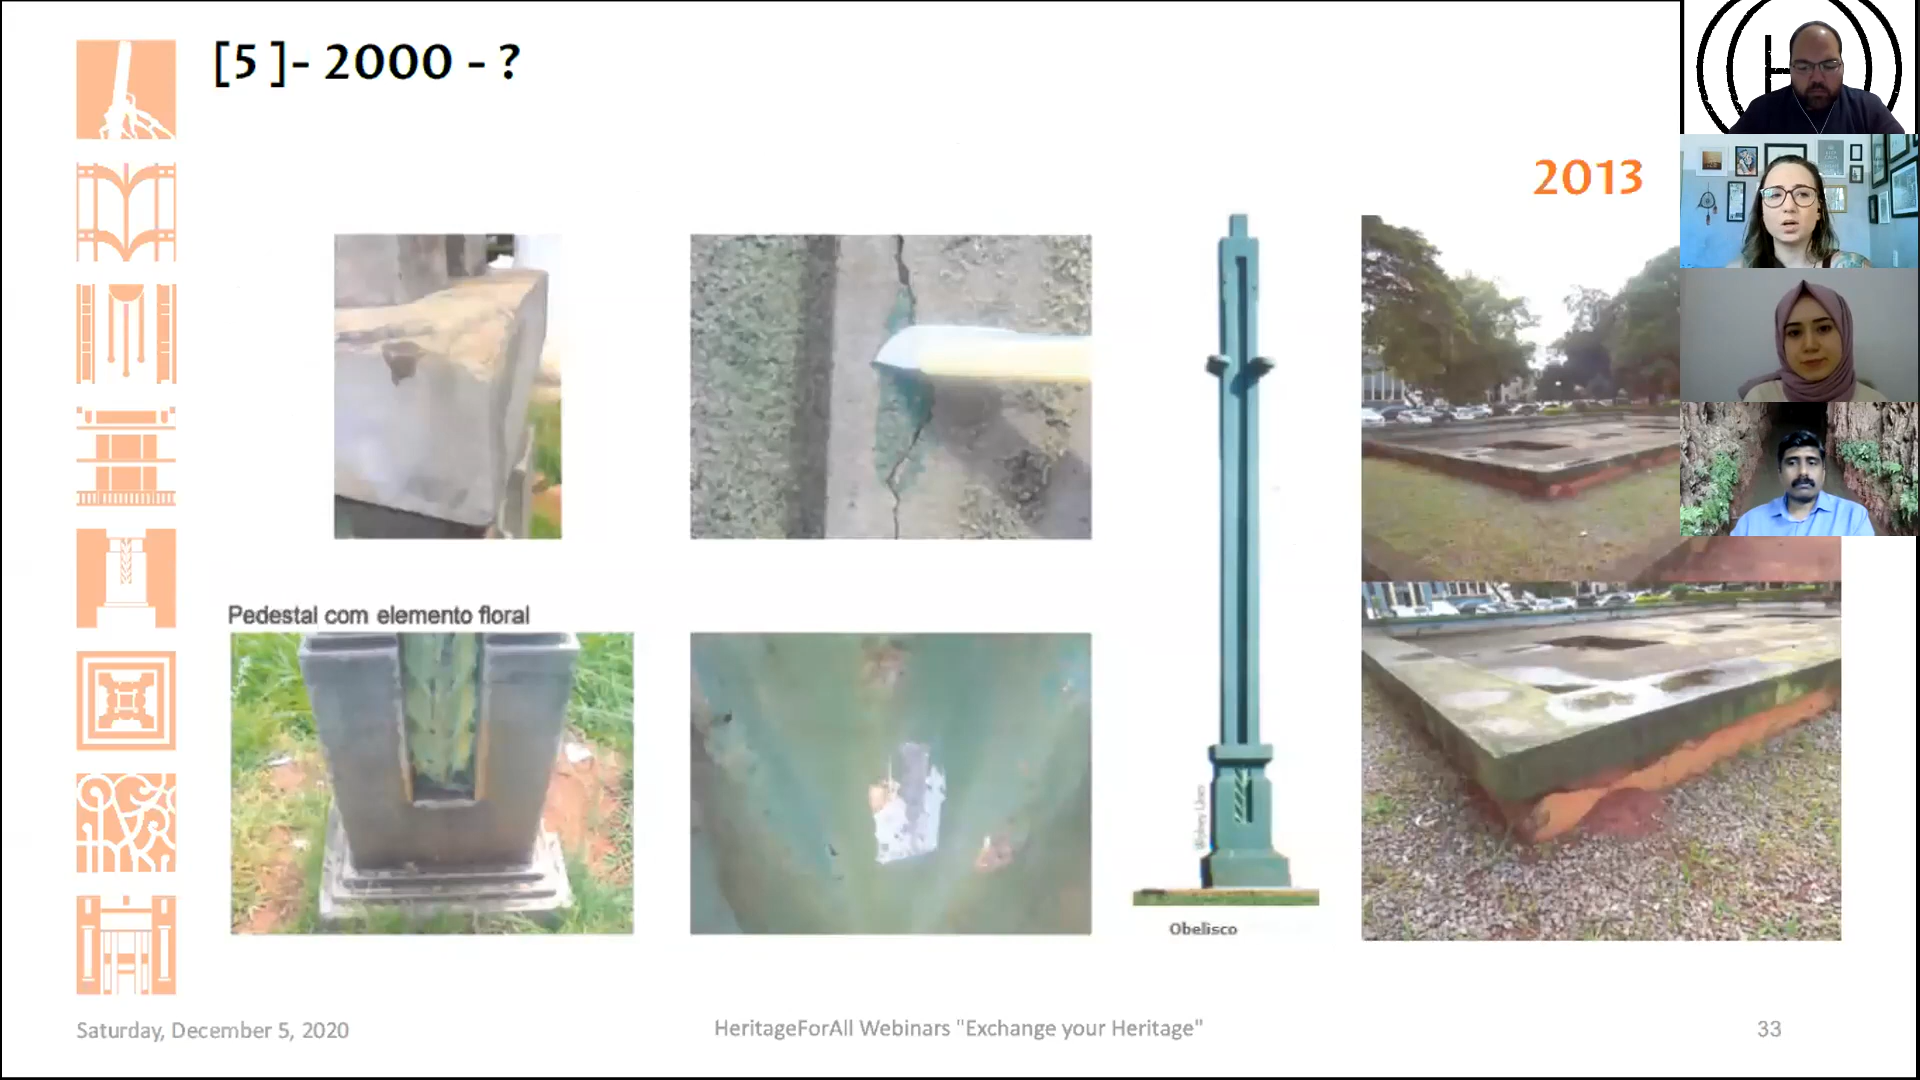 [5 ]- 2000 - ?
2013
Pedestal com elemento floral
Obelisco
Saturday, December 5, 2020
HeritageForAll Webinars "Exchange your Heritage"
33